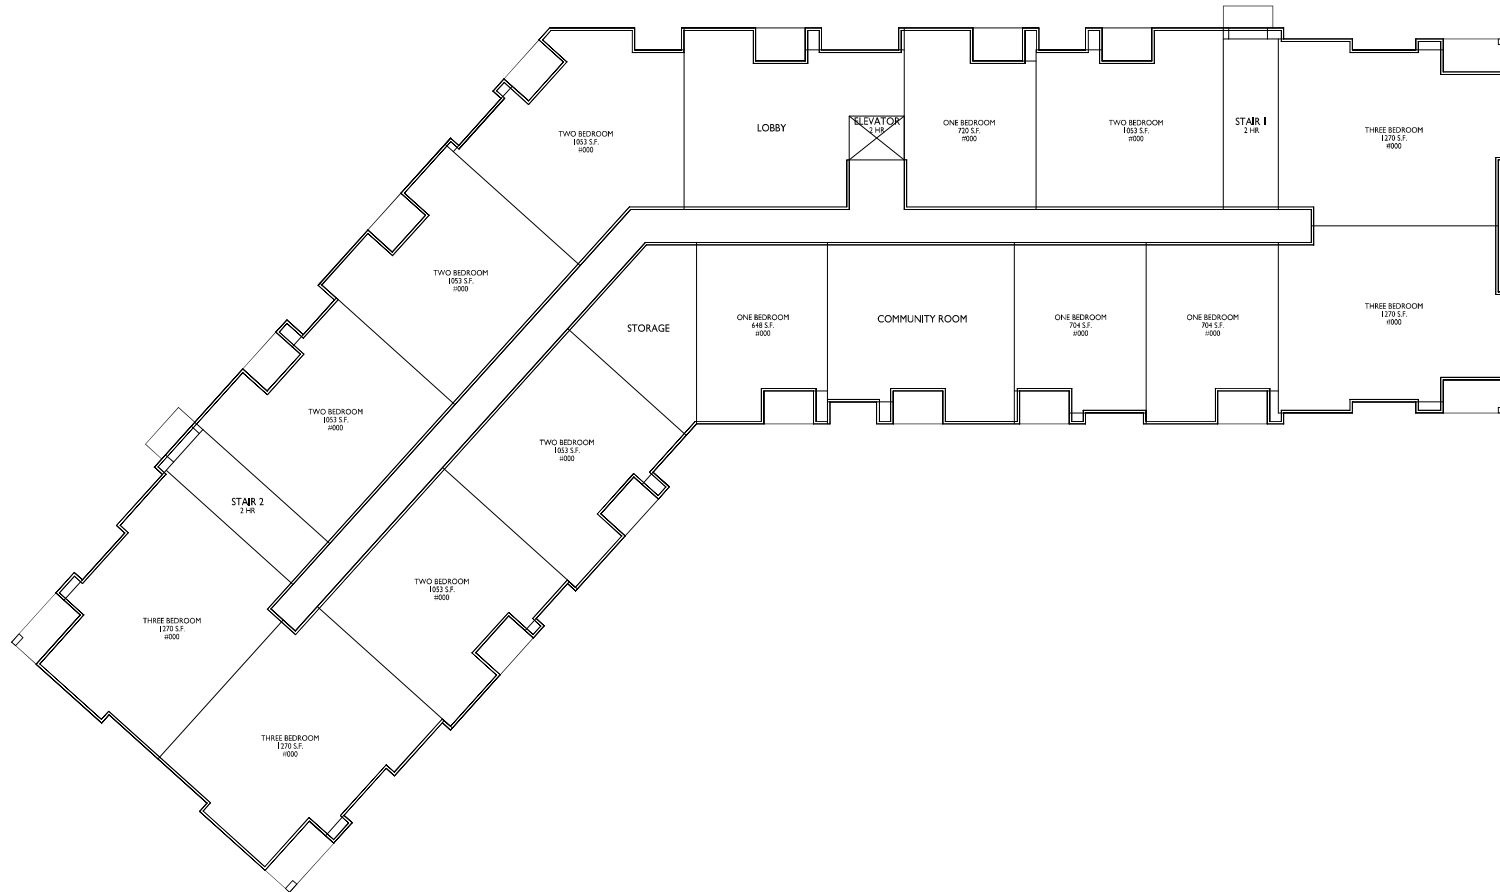 LOBBY
ELEVATOR
2 HR
ONE BEDROOM
720 S.F.
#000
TWO BEDROOM
1053 S.F.
#000
STAIR 1
2 HR
THREE BEDROOM
1270 S.F.
#000
TWO BEDROOM
1053 S.F.
#000
TWO BEDROOM
1053 S.F.
#000
STORAGE
ONE BEDROOM
648 S.F.
#000
COMMUNITY ROOM
ONE BEDROOM
704 S.F.
#000
ONE BEDROOM
704 S.F.
#000
THREE BEDROOM
1270 S.F.
#000
TWO BEDROOM
1053 S.F.
#000
TWO BEDROOM
1053 S.F.
#000
STAIR 2
2 HR
TWO BEDROOM
1053 S.F.
#000
THREE BEDROOM
1270 S.F.
#000
THREE BEDROOM
1270 S.F.
#000